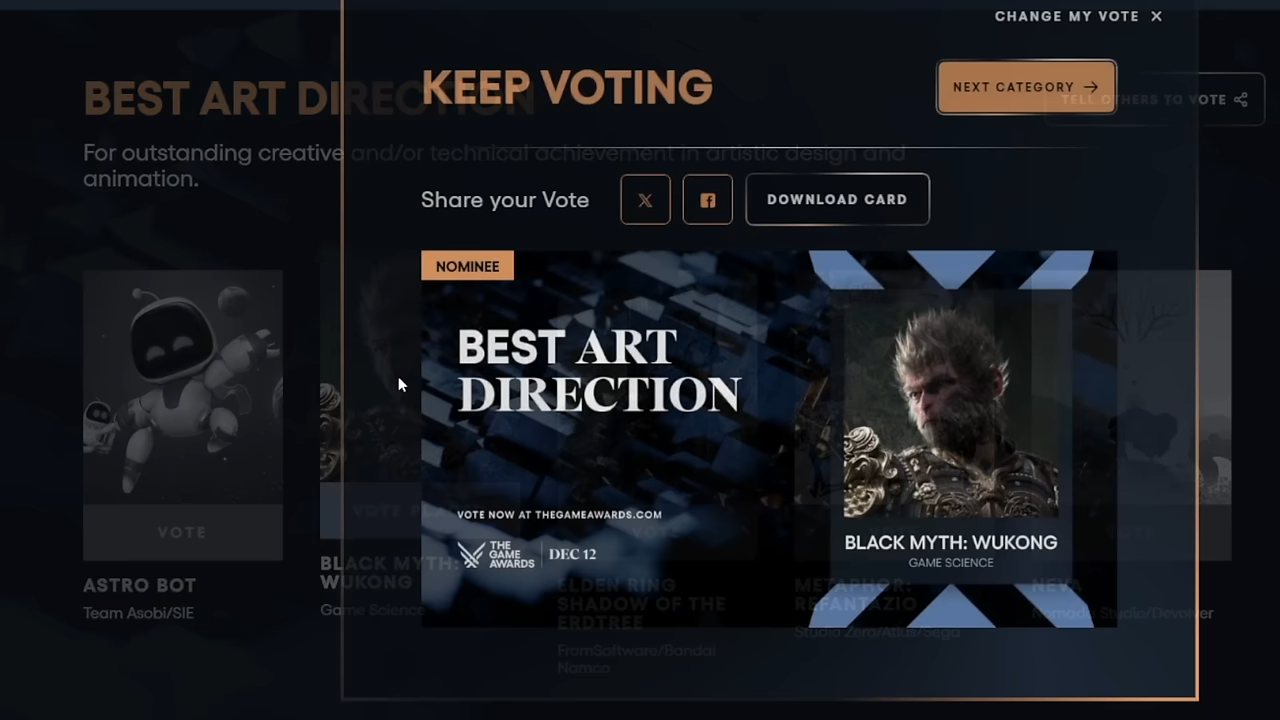 CHANGE MY VOTE
BEST ART DIRECTION
KEEP VOTING
NEXT CATEGORY
TELL OTHERS TO VOTE
For outstanding creative and/or technical achievement in artistic design and
animation.
Share your Vote
DOWNLOAD CARD
NOMINEE
BEST ART
DIRECTION
VOTE NOW AT THEGAMEAWARDS.COM
THE
GAME
AWARDS
DEC 12
BLACK MYTH: WUKONG
GAME SCIENCE
VOTE
ASTRO BOT
Team Asobi/SIE
BLACK MYTH:
WUKONG
Game Science
ELDEN RING
SHADOW OF THE
ERDTREE
FromSoftware/Bandai
Namco
METAPHOR:
REFANTAZIO
Studio Zero/Atlus/Sega
NEVA
Nomada Studio/Devolver